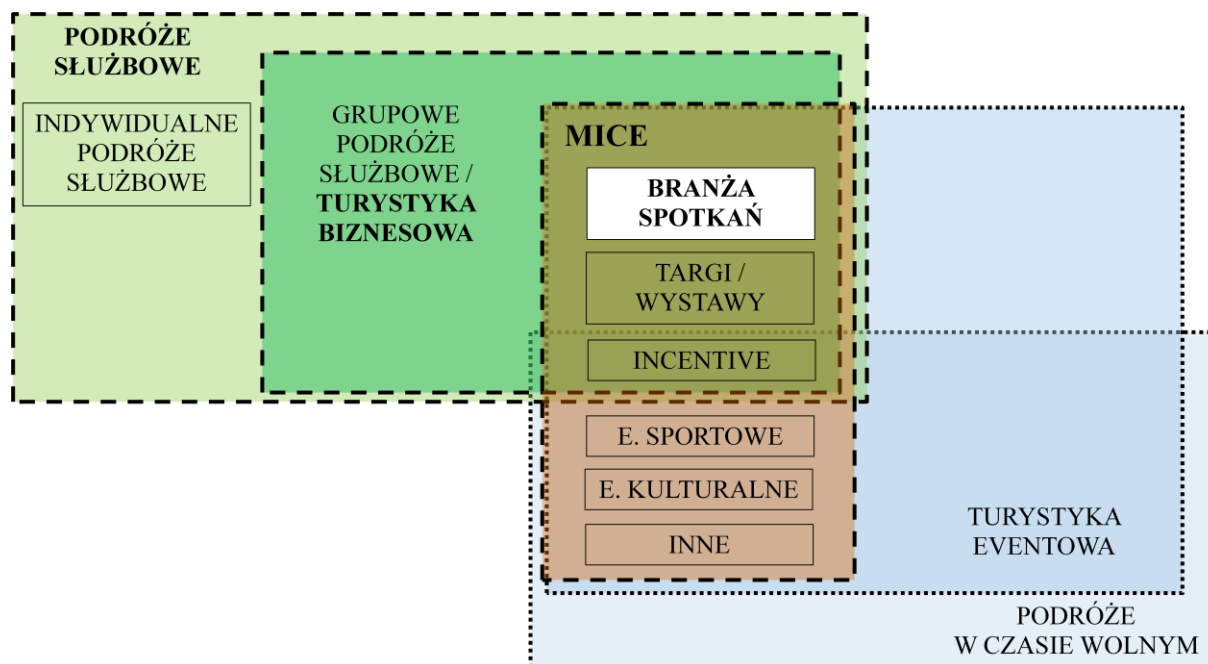 PODRÓŻE
SŁUŻBOWE
INDYWIDUALNE
PODRÓŻE
SŁUŻBOWE
GRUPOWE
PODRÓŻE
SŁUŻBOWE /
TURYSTYKA
BIZNESOWA
MICE
BRANŻA
SPOTKAŃ
TARGI /
WYSTAWY
INCENTIVE
E. SPORTOWE
E. KULTURALNE
INNE
TURYSTYKA
EVENTOWA
PODRÓŻE
W CZASIE WOLNYM